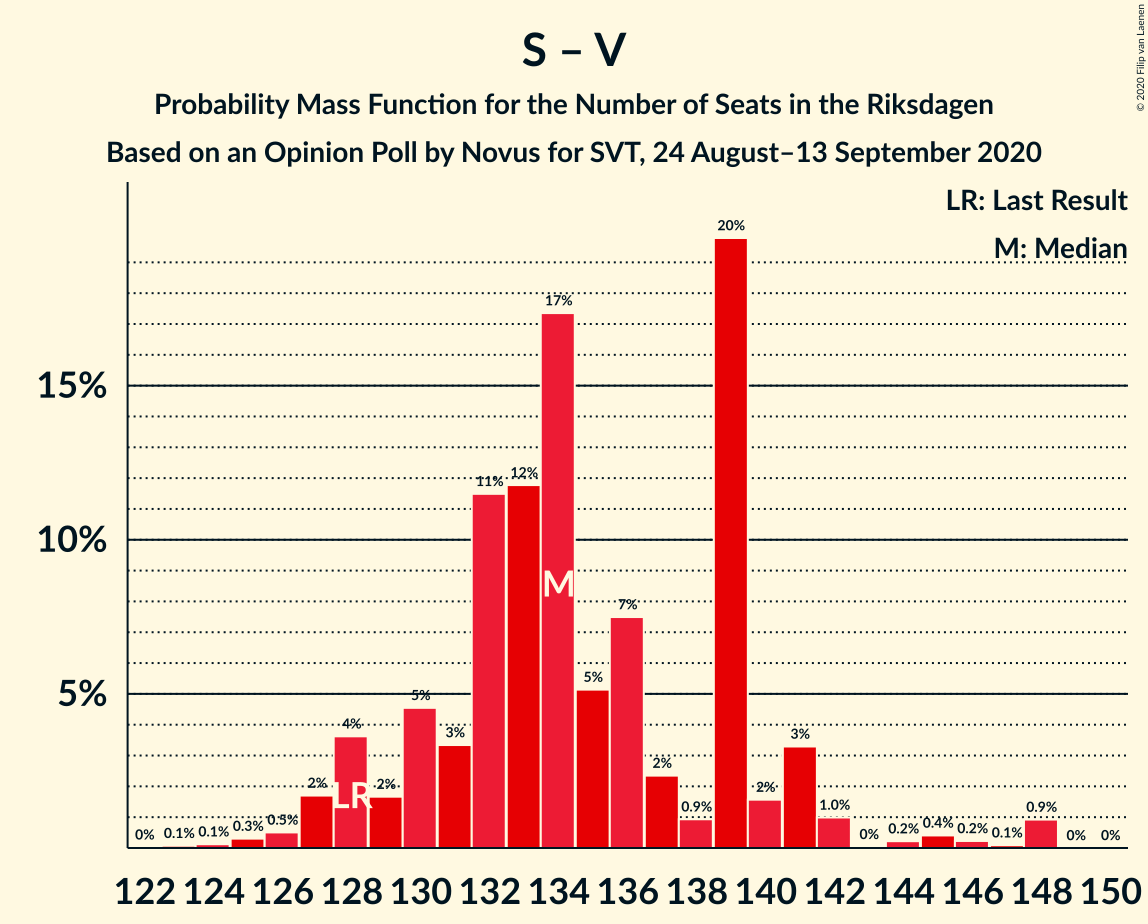 © 2020 Filip van Laenen
S – V
Probability Mass Function for the Number of Seats in the Riksdagen
Based on an Opinion Poll by Novus for SVT, 24 August–13 September 2020
LR: Last Result
M: Median
15%
10%
5%
0% 0.1% 0.1% 0.3% 0.5% 2% 4% 2% 5% 3% 11% 12% 17% 5% 7% 2% 0.9% 20% 2% 3% 1.0% 0% 0.2% 0.4% 0.2% 0.1% 0.9% 0% 0%
LR
M
122 124 126 128 130 132 134 136 138 140 142 144 146 148 150